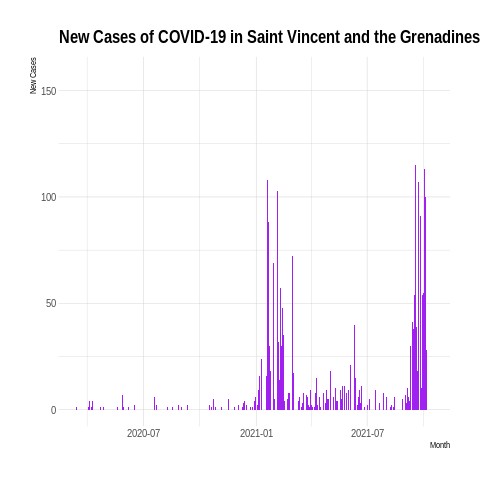 New Cases of COVID-19 in Saint Vincent and the Grenadines
New Cases
150
100
50
0
2020-07
2021-01
2021-07
Month